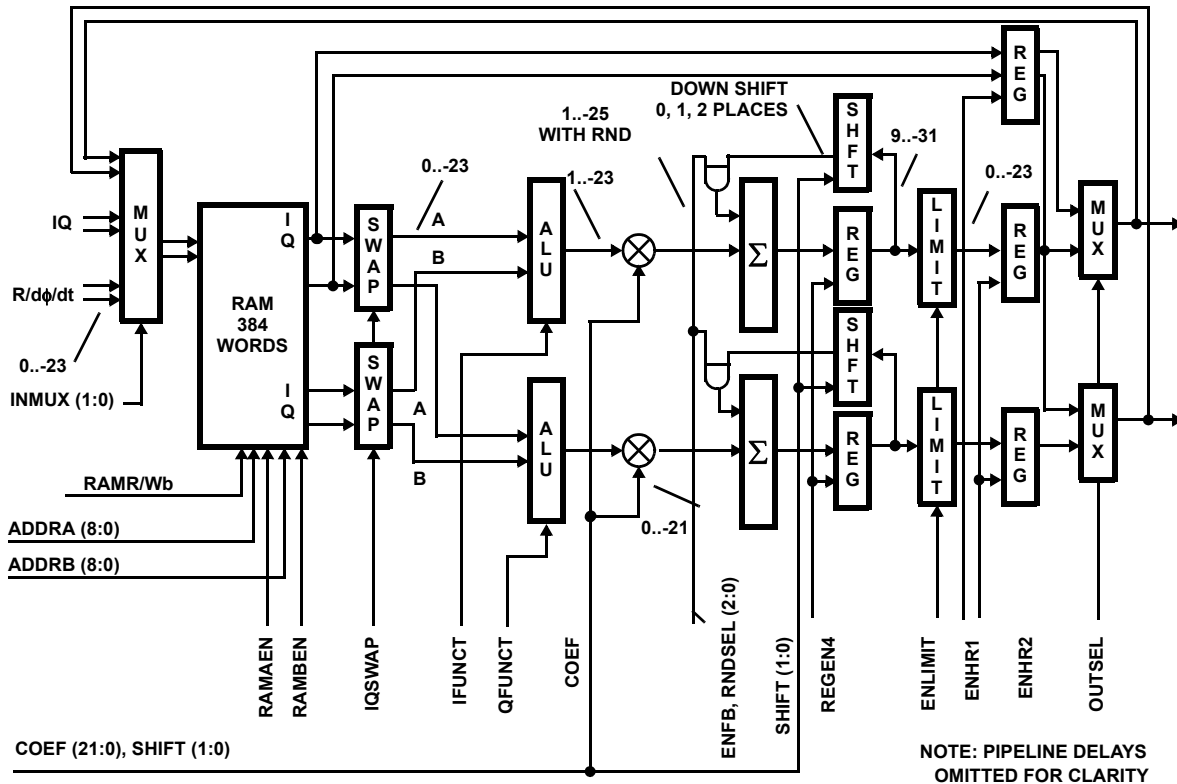 R
E
G
DOWN SHIFT
0, 1, 2 PLACES
S
H
F
T
1..-25
WITH RND
9..-31
0..-23
0..-23
1..-23
M
U
X
IQ
R/dϕ/dt
0..-23
INMUX (1:0)
I
Q
RAM
384
WORDS
I
Q
S
W
A
P
A
B
A
L
U
Σ
R
E
G
L
I
M
I
T
R
E
G
M
U
X
S
W
A
P
A
B
A
L
U
0..-21
S
H
F
T
Σ
R
E
G
L
I
M
I
T
R
E
G
M
U
X
RAMR/Wb
ADDRA (8:0)
ADDRB (8:0)
RAMAEN
RAMBEN
IQSWAP
IFUNCT
QFUNCT
COEF
ENFB, RNDSEL (2:0)
SHIFT (1:0)
REGEN4
ENLIMIT
ENHR1
ENHR2
OUTSEL
COEF (21:0), SHIFT (1:0)
NOTE: PIPELINE DELAYS
OMITTED FOR CLARITY